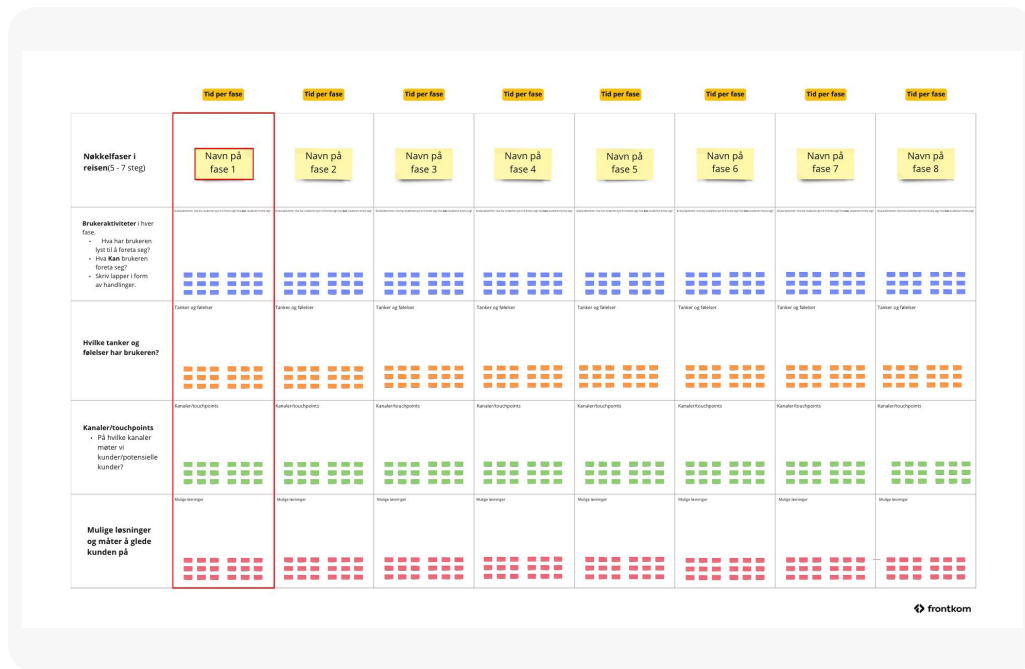 Tid per fase
Tid per fase
Tid per fase
Tid per fase
Tid per fase
Tid per fase
Tid per fase
Tid per fase
Nøkkelfaser i
reisen(5 - 7 steg)
Navn på
fase 1
Navn på
fase 2
Navn på
fase 3
Navn på
fase 4
Navn på
fase 5
Navn på
fase 6
Navn på
fase 7
Navn på
fase 8
Brukeraktiviteter i hver
fase.
• Hva har brukeren
lyst til å foreta seg?
• Hva Kan brukeren
foreta seg?
• Skriv lapper i form
av handlinger.
Hvilke tanker og
følelser har brukeren?
Tanker og følelser
Tanker og følelser
Tanker og følelser
Tanker og følelser
Tanker og følelser
Tanker og følelser
Tanker og følelser
Tanker og følelser
Kanaler/touchpoints
• På hvilke kanaler
møter vi
kunder/potensielle
kunder?
Kanaler/touchpoints
Kanaler/touchpoints
Kanaler/touchpoints
Kanaler/touchpoints
Kanaler/touchpoints
Kanaler/touchpoints
Kanaler/touchpoints
Kanaler/touchpoints
Mulige løsninger
og måter å glede
kunden på
Mulige løsninger
Mulige løsninger
Mulige løsninger
Mulige løsninger
Mulige løsninger
Mulige løsninger
Mulige løsninger
Mulige løsninger
frontkom